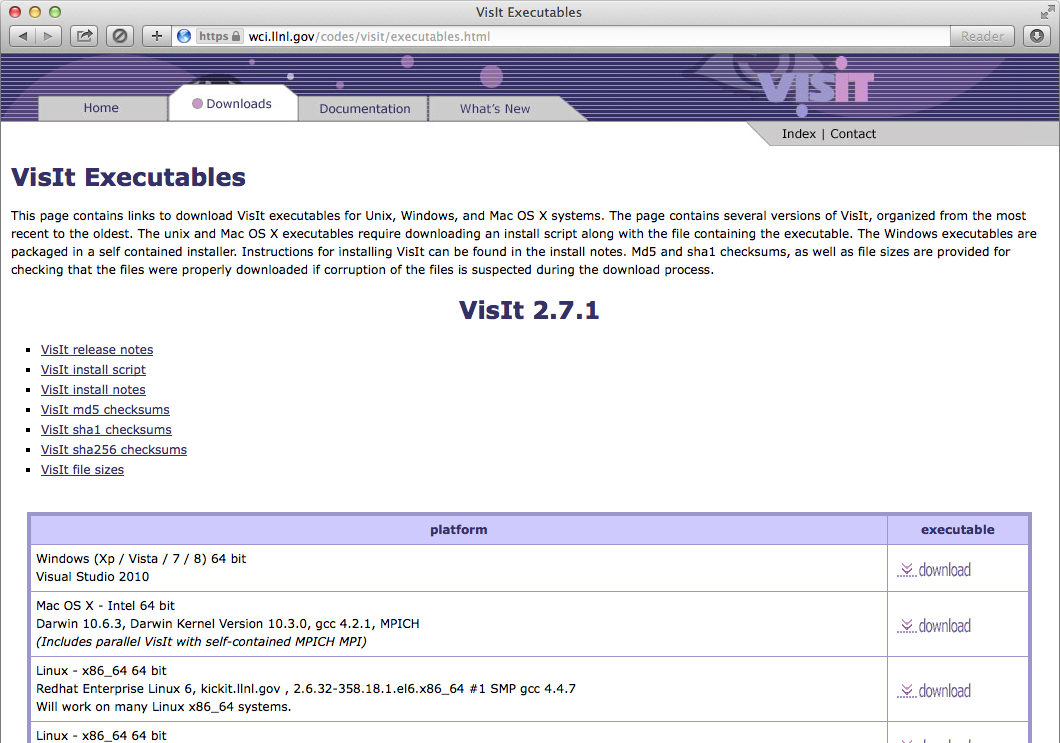 VisIt Executables
https wci.llnl.gov/codes/visit/executables.html Reader
Home Downloads Documentation What's New
VisIT
Index | Contact
VisIt Executables
This page contains links to download VisIt executables for Unix, Windows, and Mac OS X systems. The page contains several versions of VisIt, organized from the most
recent to the oldest. The unix and Mac OS X executables require downloading an install script along with the file containing the executable. The Windows executables are
packaged in a self contained installer. Instructions for installing VisIt can be found in the install notes. Md5 and sha1 checksums, as well as file sizes are provided for
checking that the files were properly downloaded if corruption of the files is suspected during the download process.
VisIt 2.7.1
VisIt release notes
VisIt install script
VisIt install notes
VisIt md5 checksums
VisIt sha1 checksums
VisIt sha256 checksums
VisIt file sizes
platform executable
Windows (Xp / Vista / 7 / 8) 64 bit
Visual Studio 2010
download
Mac OS X - Intel 64 bit
Darwin 10.6.3, Darwin Kernel Version 10.3.0, gcc 4.2.1, MPICH
(Includes parallel VisIt with self-contained MPICH MPI)
download
Linux - x86_64 64 bit
Redhat Enterprise Linux 6, kickit.llnl.gov , 2.6.32-358.18.1.el6.x86_64 #1 SMP gcc 4.4.7
Will work on many Linux x86_64 systems.
download
Linux - x86_64 64 bit